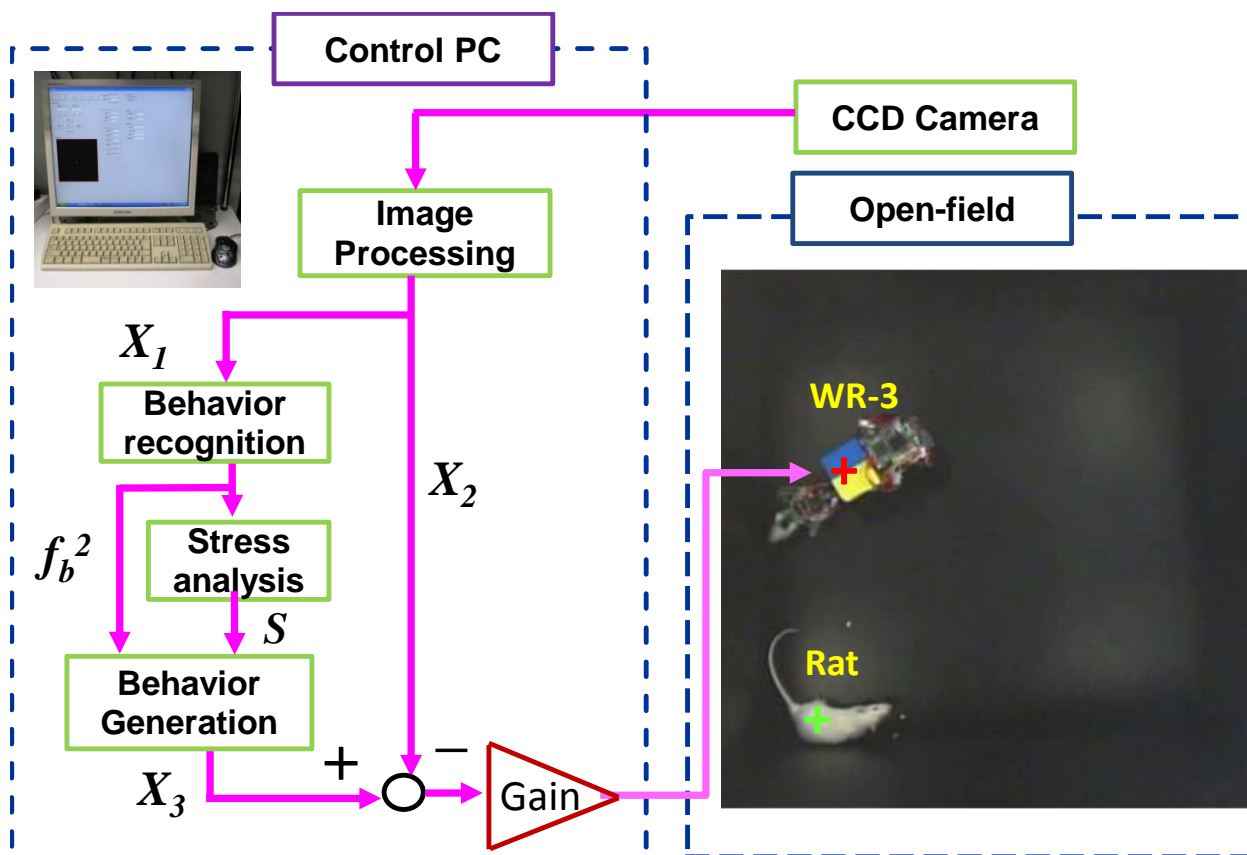 Control PC
CCD Camera
Image
Processing
Open-field
X1
Behavior
recognition
WR-3
X2
fb2
Stress
analysis
S
Rat
Behavior
Generation
+
−
X3
Gain